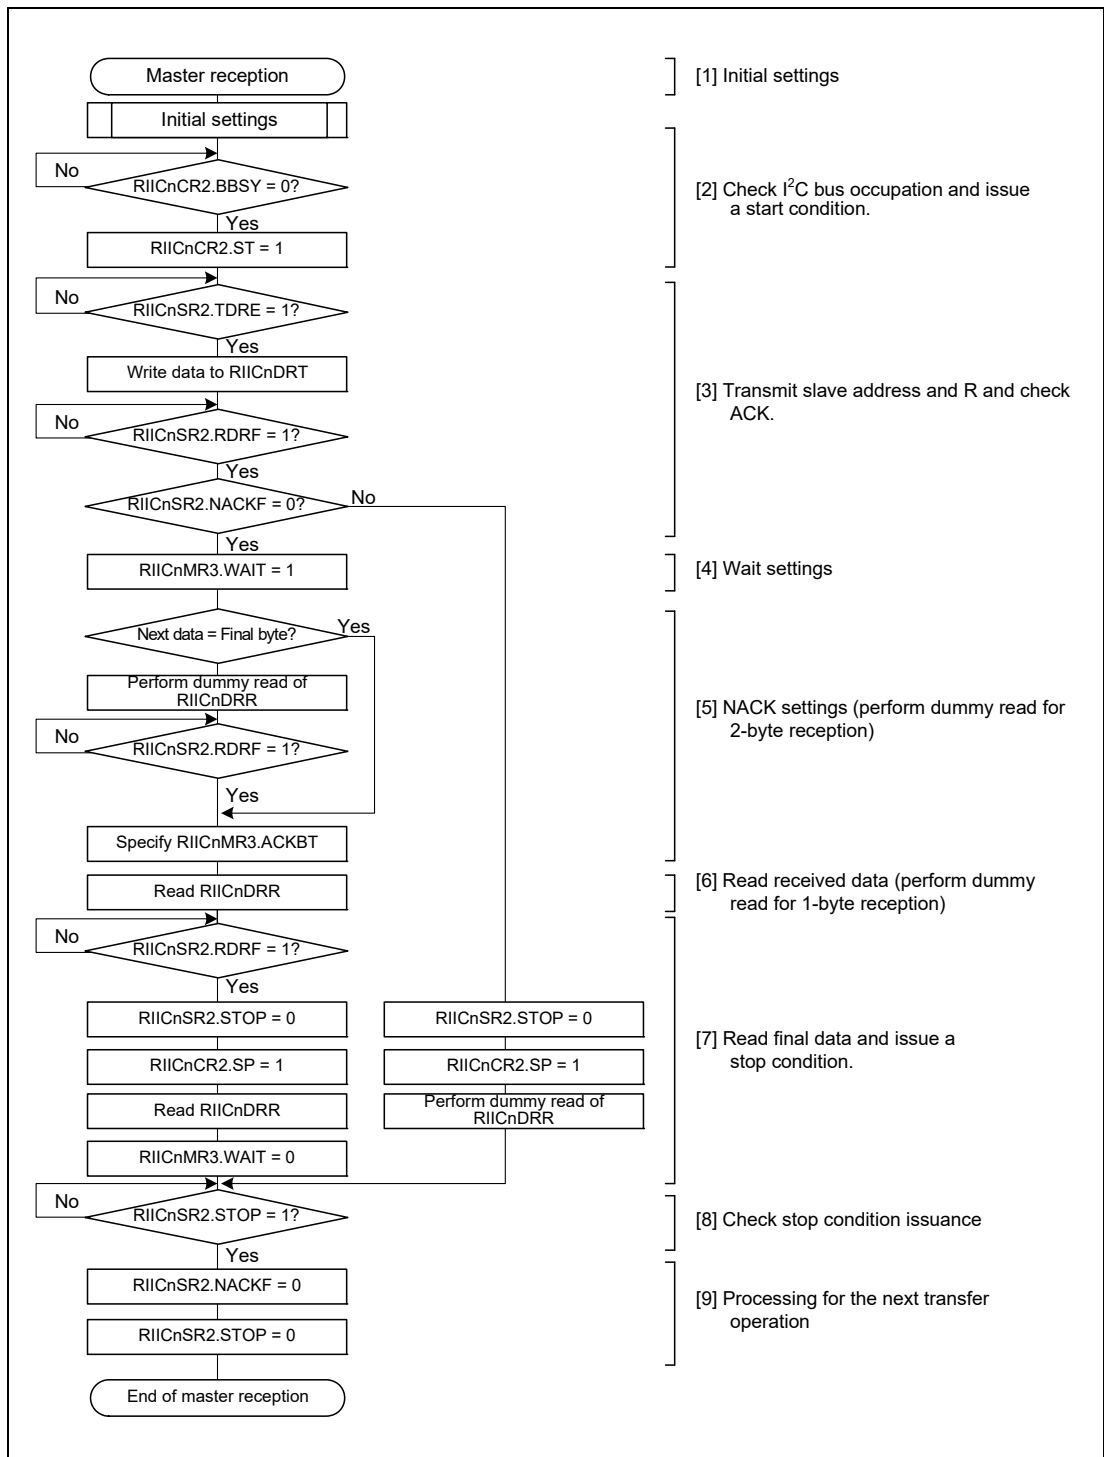 Master reception
[1] Initial settings
Initial settings
No
RIICnCR2.BBSY = 0?
[2] Check I²C bus occupation and issue
a start condition.
Yes
RIICnCR2.ST = 1
No
RIICnSR2.TDRE = 1?
Yes
Write data to RIICnDRT
[3] Transmit slave address and R and check
ACK.
No
RIICnSR2.RDRF = 1?
Yes
RIICnSR2.NACKF = 0?
No
Yes
RIICnMR3.WAIT = 1
[4] Wait settings
Next data = Final byte?
Yes
Perform dummy read of
RIICnDRR
[5] NACK settings (perform dummy read for
2-byte reception)
No
RIICnSR2.RDRF = 1?
Yes
Specify RIICnMR3.ACKBT
Read RIICnDRR
[6] Read received data (perform dummy
read for 1-byte reception)
No
RIICnSR2.RDRF = 1?
Yes
RIICnSR2.STOP = 0
RIICnSR2.STOP = 0
[7] Read final data and issue a
stop condition.
RIICnCR2.SP = 1
RIICnCR2.SP = 1
Read RIICnDRR
Perform dummy read of
RIICnDRR
RIICnMR3.WAIT = 0
No
RIICnSR2.STOP = 1?
[8] Check stop condition issuance
Yes
RIICnSR2.NACKF = 0
[9] Processing for the next transfer
operation
RIICnSR2.STOP = 0
End of master reception